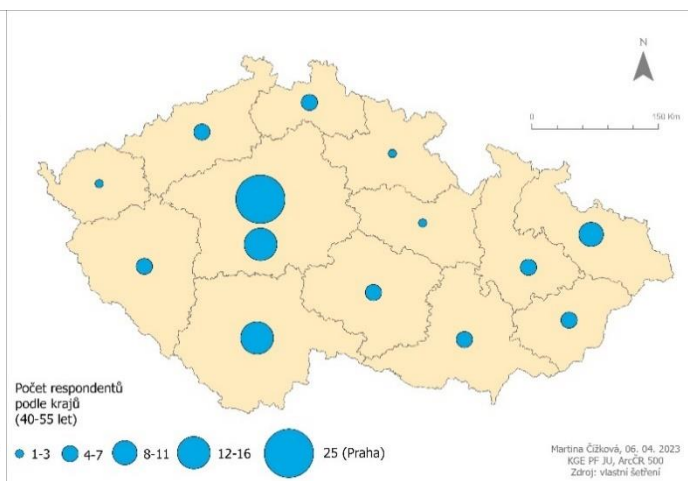 N
0
150 Km
Počet respondentů
podle krajů
(40-55 let)
1-3
4-7
8-11
12-16
25 (Praha)
Martina Čížková, 06. 04. 2023
KGE PF JU, ArcČR 500
Zdroj: vlastní šetření